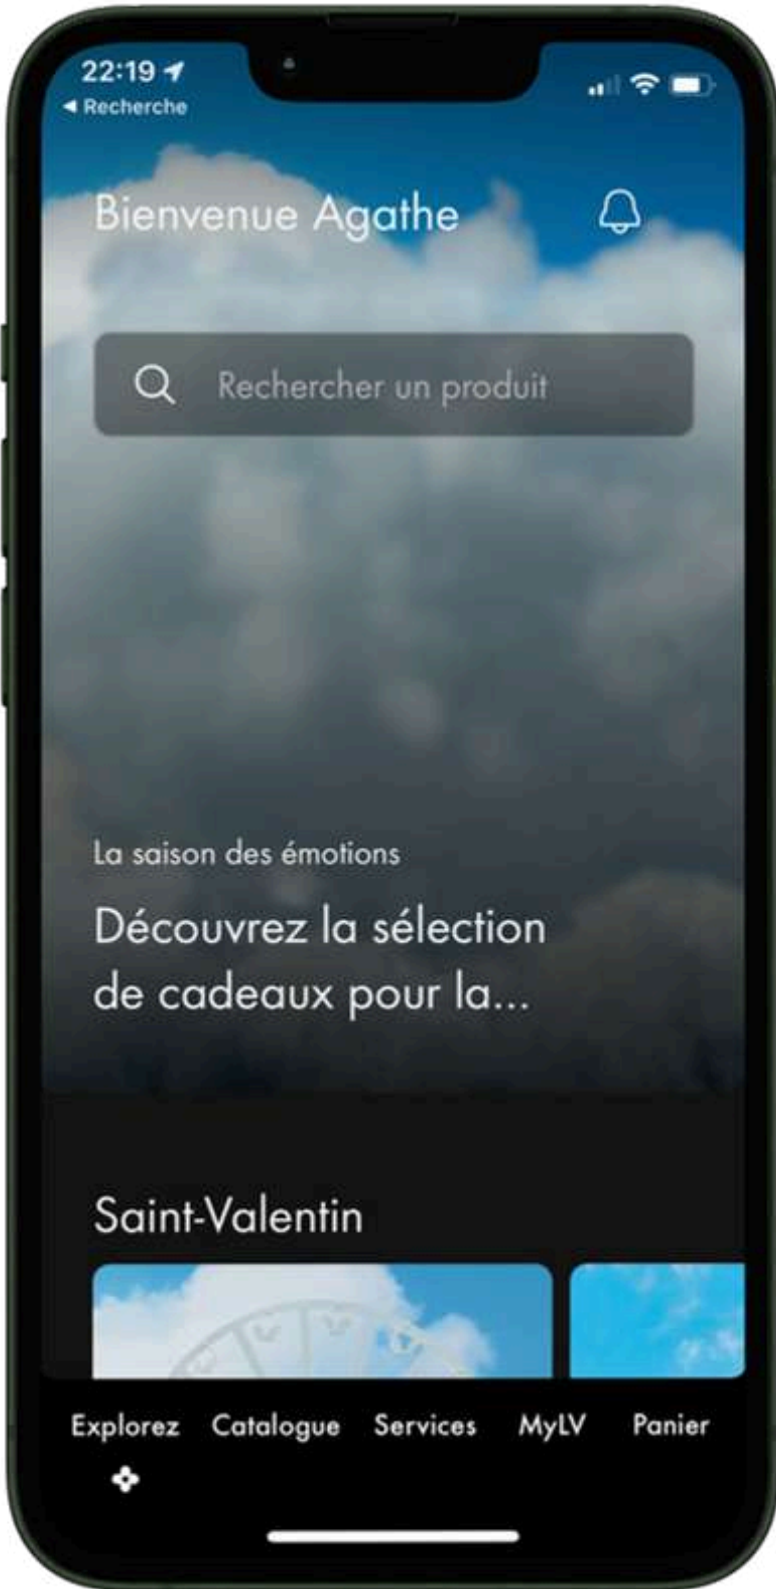 22:19
Recherche
Bienvenue Agathe
Rechercher un produit
La saison des émotions
Découvrez la sélection
de cadeaux pour la...
Saint-Valentin
Explorez Catalogue Services MyLV Panier